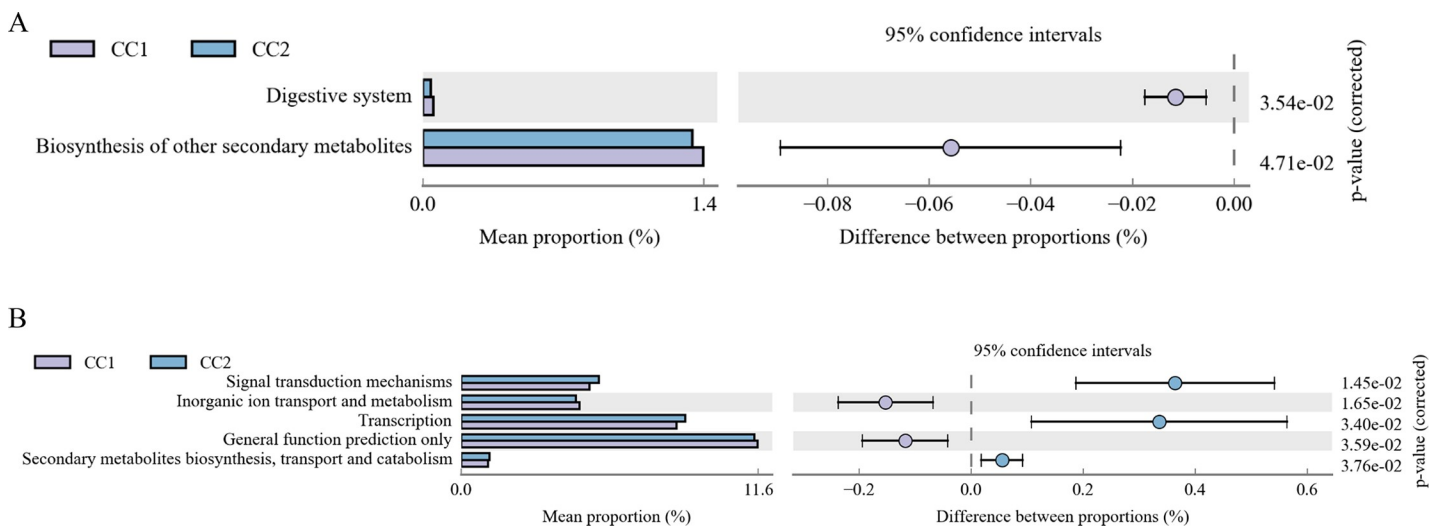 A
CC1 CC2
95% confidence intervals
Digestive system
3.54e-02
Biosynthesis of other secondary metabolites
4.71e-02
p-value (corrected)
0.0 1.4
−0.08 −0.06 −0.04 −0.02 0.00
Mean proportion (%)
Difference between proportions (%)
B
CC1 CC2
95% confidence intervals
Signal transduction mechanisms
1.45e-02
Inorganic ion transport and metabolism
1.65e-02
Transcription
3.40e-02
General function prediction only
3.59e-02
Secondary metabolites biosynthesis, transport and catabolism
3.76e-02
p-value (corrected)
0.0 11.6
−0.2 0.0 0.2 0.4 0.6
Mean proportion (%)
Difference between proportions (%)